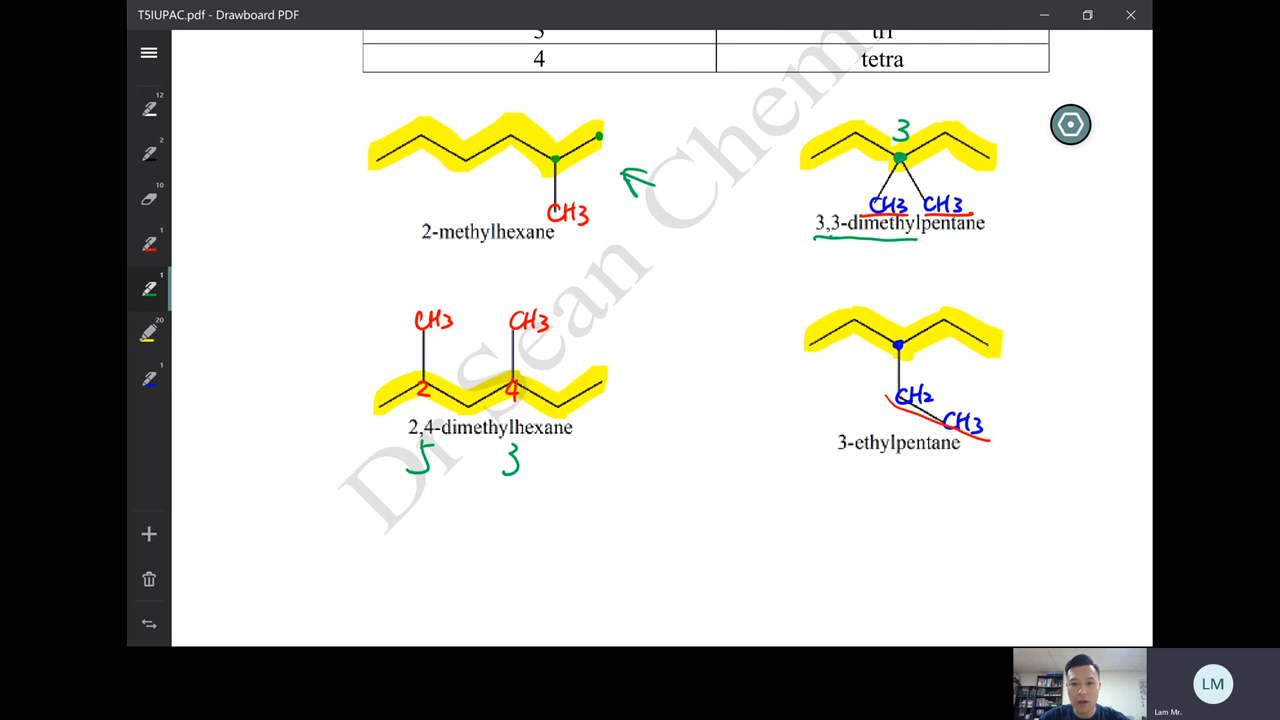 T5IUPAC.pdf - Drawboard PDF
3 tri
4 tetra
12
2
10
1
1
20
1
CH3
2-methylhexane
3
CH3 CH3
3,3-dimethylpentane
CH3 CH3
2 4
2,4-dimethylhexane
5 3
CH2
CH3
3-ethylpentane
Dr Sean Chem
LM
Lam Mr.